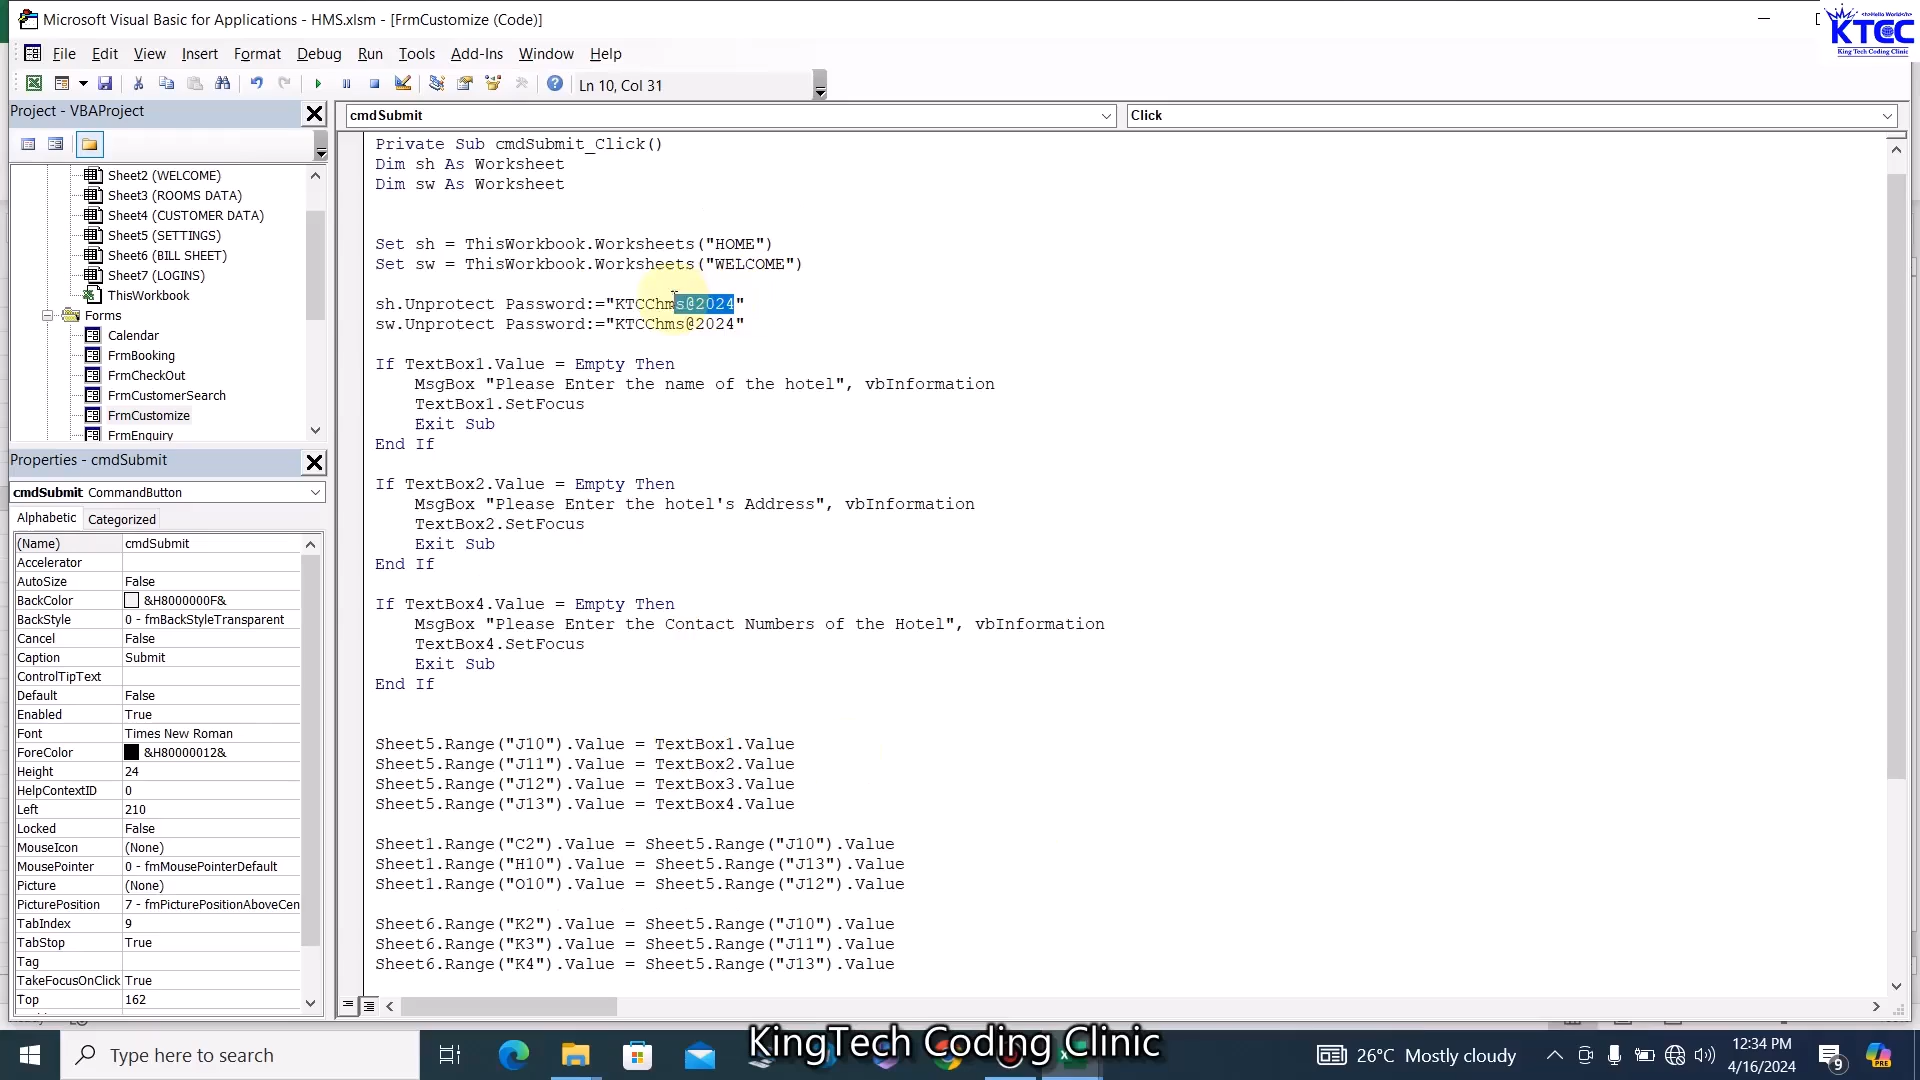 Microsoft Visual Basic for Applications - HMS.xlsm - [FrmCustomize (Code)]
<Hello World/>
KTCC
King Tech Coding Clinic
File Edit View Insert Format Debug Run Tools Add-Ins Window Help
Ln 10, Col 31
Project - VBAProject
Sheet2 (WELCOME)
Sheet3 (ROOMS DATA)
Sheet4 (CUSTOMER DATA)
Sheet5 (SETTINGS)
Sheet6 (BILL SHEET)
Sheet7 (LOGINS)
ThisWorkbook
Forms
Calendar
FrmBooking
FrmCheckOut
FrmCustomerSearch
FrmCustomize
FrmEnquiry
Properties - cmdSubmit
cmdSubmit CommandButton
Alphabetic Categorized
(Name) cmdSubmit
Accelerator
AutoSize False
BackColor &H8000000F&
BackStyle 0 - fmBackStyleTransparent
Cancel False
Caption Submit
ControlTipText
Default False
Enabled True
Font Times New Roman
ForeColor &H80000012&
Height 24
HelpContextID 0
Left 210
Locked False
MouseIcon (None)
MousePointer 0 - fmMousePointerDefault
Picture (None)
PicturePosition 7 - fmPicturePositionAboveCen
TabIndex 9
TabStop True
Tag
TakeFocusOnClick True
Top 162
cmdSubmit Click
Private Sub cmdSubmit_Click()
Dim sh As Worksheet
Dim sw As Worksheet
Set sh = ThisWorkbook.Worksheets("HOME")
Set sw = ThisWorkbook.Worksheets("WELCOME")
sh.Unprotect Password:="KTCChms@2024"
sw.Unprotect Password:="KTCChms@2024"
If TextBox1.Value = Empty Then
MsgBox "Please Enter the name of the hotel", vbInformation
TextBox1.SetFocus
Exit Sub
End If
If TextBox2.Value = Empty Then
MsgBox "Please Enter the hotel's Address", vbInformation
TextBox2.SetFocus
Exit Sub
End If
If TextBox4.Value = Empty Then
MsgBox "Please Enter the Contact Numbers of the Hotel", vbInformation
TextBox4.SetFocus
Exit Sub
End If
Sheet5.Range("J10").Value = TextBox1.Value
Sheet5.Range("J11").Value = TextBox2.Value
Sheet5.Range("J12").Value = TextBox3.Value
Sheet5.Range("J13").Value = TextBox4.Value
Sheet1.Range("C2").Value = Sheet5.Range("J10").Value
Sheet1.Range("H10").Value = Sheet5.Range("J13").Value
Sheet1.Range("O10").Value = Sheet5.Range("J12").Value
Sheet6.Range("K2").Value = Sheet5.Range("J10").Value
Sheet6.Range("K3").Value = Sheet5.Range("J11").Value
Sheet6.Range("K4").Value = Sheet5.Range("J13").Value
Type here to search
KingTech Coding Clinic
26°C Mostly cloudy
12:34 PM
4/16/2024
9
PRE